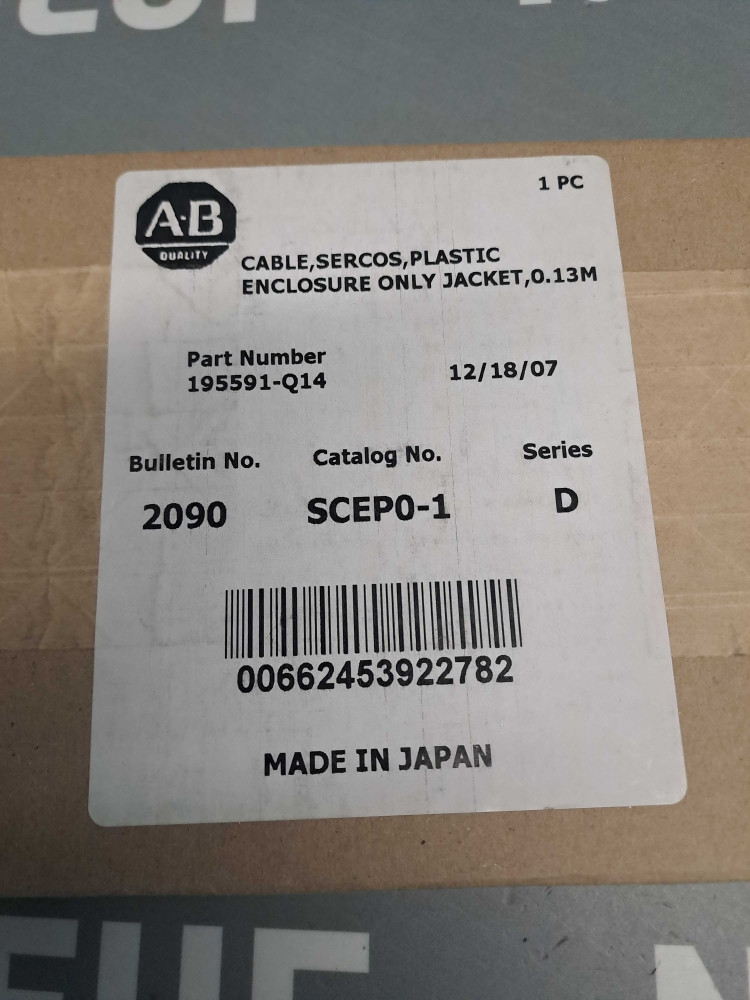 1 PC
A·B
QUALITY
CABLE,SERCOS,PLASTIC
ENCLOSURE ONLY JACKET,0.13M
Part Number
195591-Q14
12/18/07
Bulletin No. Catalog No. Series
2090 SCEP0-1 D
00662453922782
MADE IN JAPAN